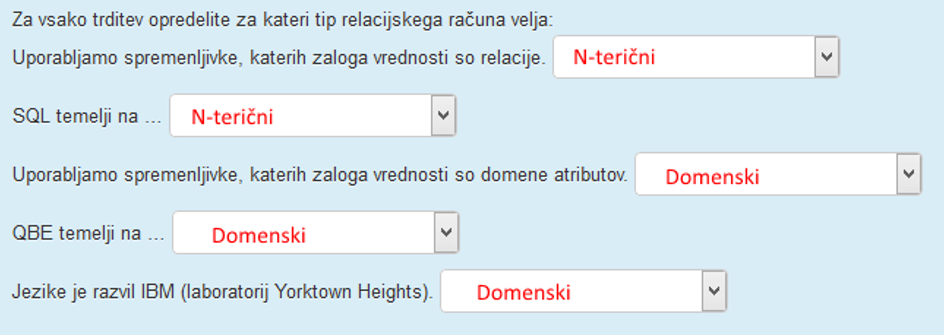 Za vsako trditev opredelite za kateri tip relacijskega računa velja:
Uporabljamo spremenljivke, katerih zaloga vrednosti so relacije. N-terični
SQL temelji na ... N-terični
Uporabljamo spremenljivke, katerih zaloga vrednosti so domene atributov. Domenski
QBE temelji na ... Domenski
Jezike je razvil IBM (laboratorij Yorktown Heights). Domenski